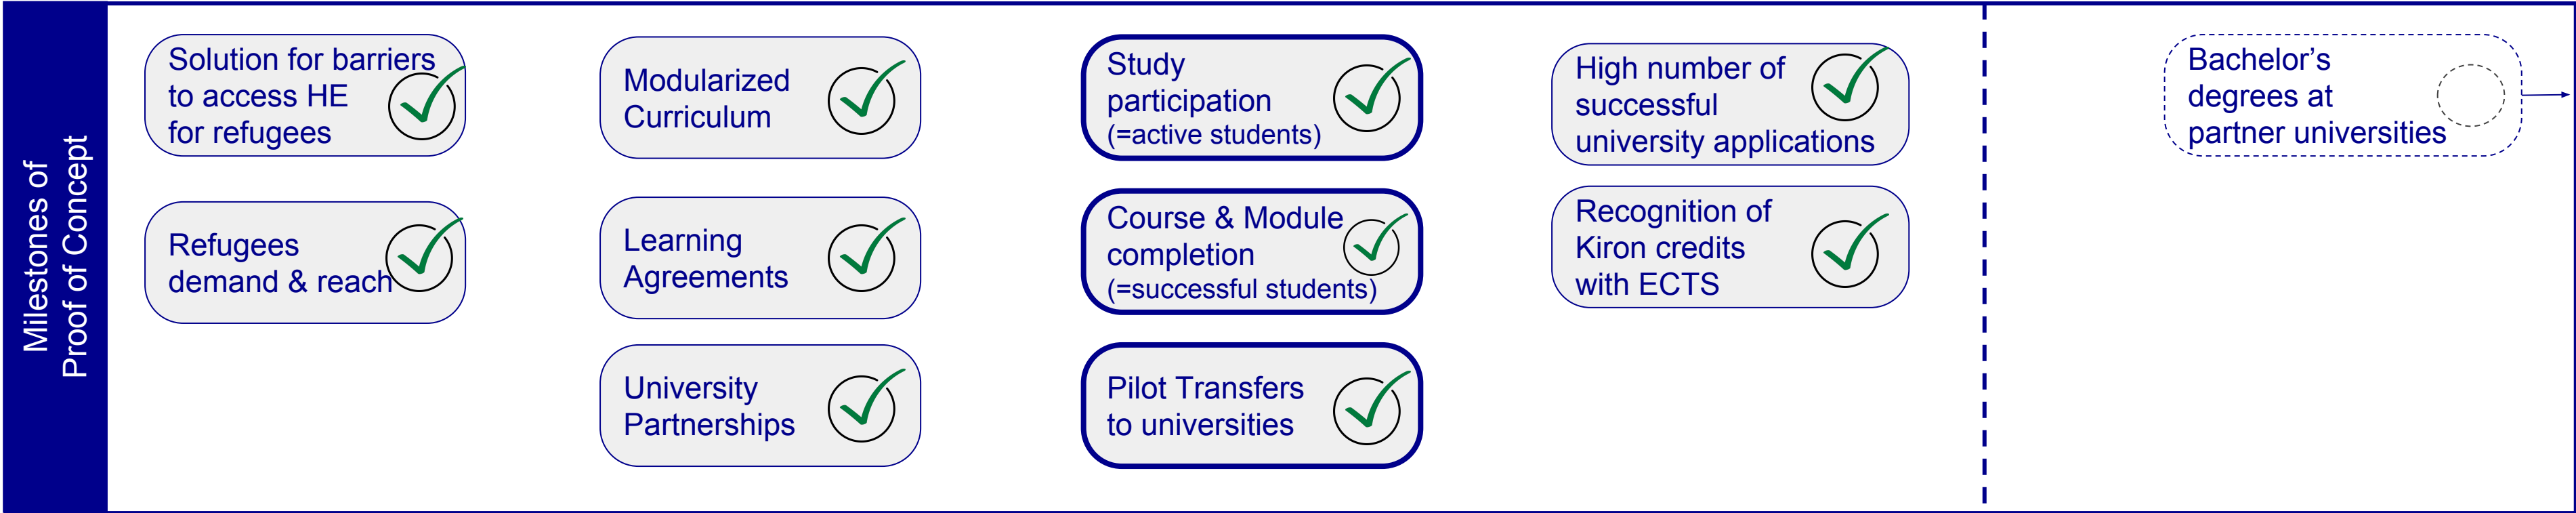 Milestones of
Proof of Concept
Solution for barriers
to access HE
for refugees
Refugees
demand & reach
Modularized
Curriculum
Learning
Agreements
University
Partnerships
Study
participation
(=active students)
Course & Module
completion
(=successful students)
Pilot Transfers
to universities
High number of
successful
university applications
Recognition of
Kiron credits
with ECTS
Bachelor’s
degrees at
partner universities